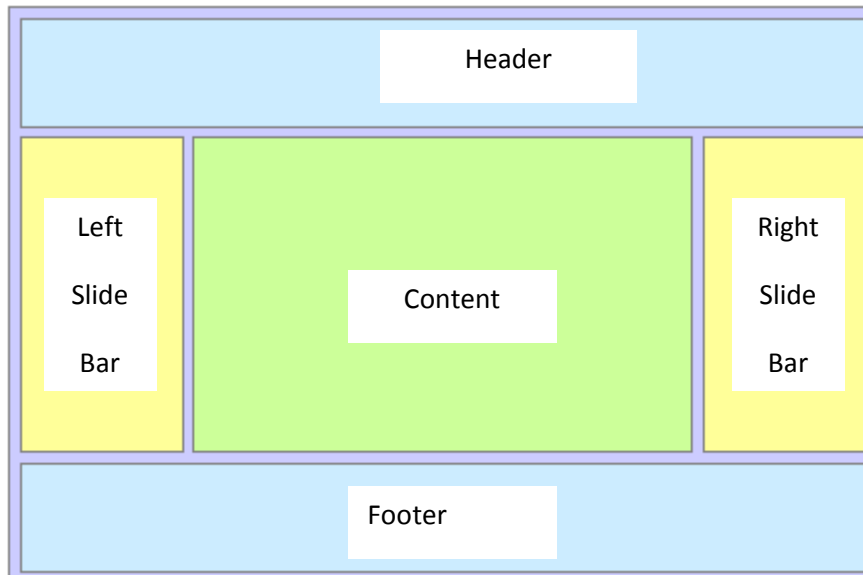 Header
Left
Slide
Bar
Content
Right
Slide
Bar
Footer